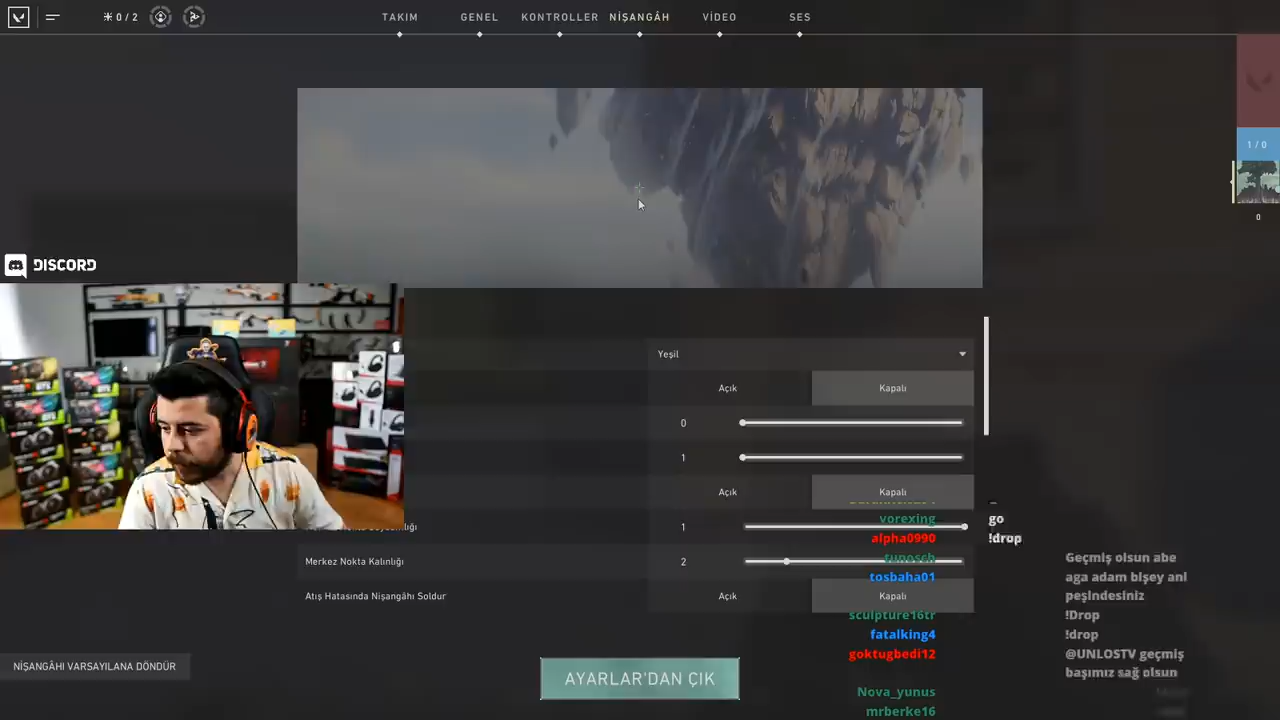 0 / 2
TAKIM
GENEL
KONTROLLER
NİŞANGÂH
VİDEO
SES
1 / 0
0
DISCORD
Yeşil
Açık
Kapalı
0
1
Açık
Kapalı
1
Merkez Nokta Kalınlığı
2
Atış Hatasında Nişangâhı Soldur
Açık
Kapalı
vorexing
go
alpha0990
!drop
tunosch
tosbaha01
sculpture16tr
fatalking4
goktugbedi12
Nova_yunus
mrberke16
Geçmiş olsun abe
aga adam bişey ani
peşindesiniz
!Drop
!drop
@UNLOSTV geçmiş
başımız sağ olsun
NİŞANGÂHI VARSAYILANA DÖNDÜR
AYARLAR'DAN ÇIK